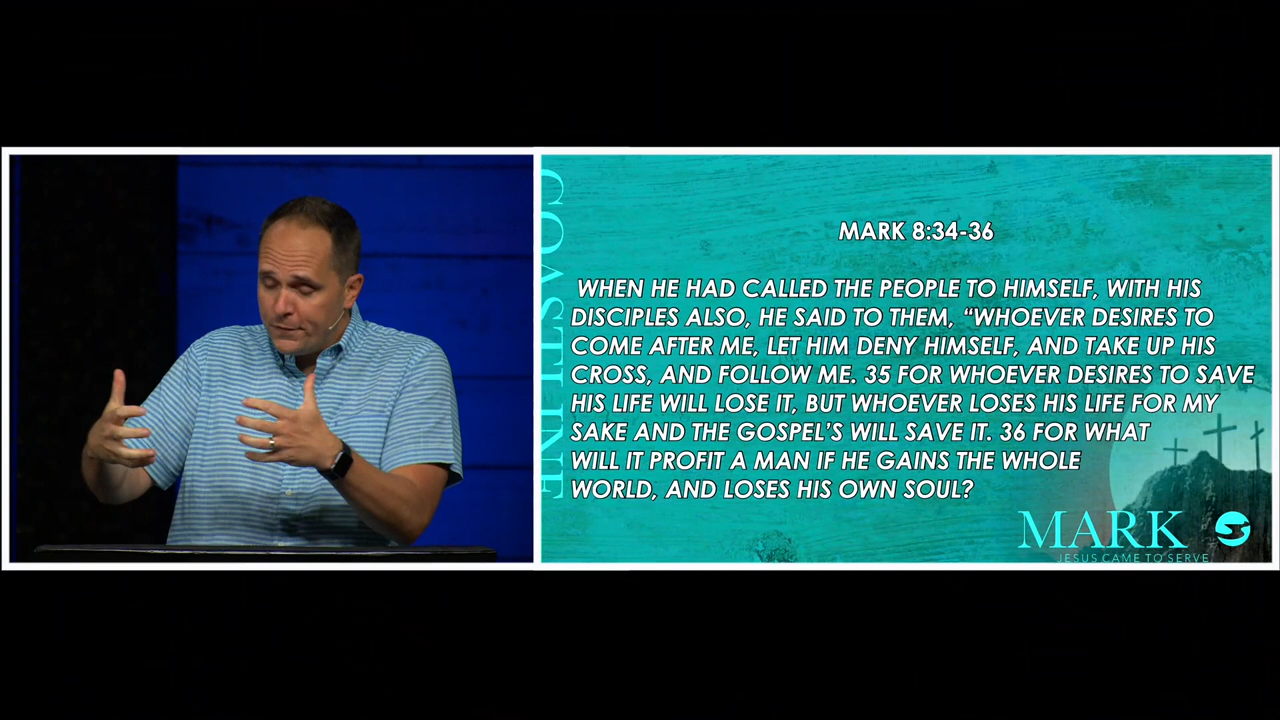 COASTLINE
MARK 8:34-36
WHEN HE HAD CALLED THE PEOPLE TO HIMSELF, WITH HIS
DISCIPLES ALSO, HE SAID TO THEM, “WHOEVER DESIRES TO
COME AFTER ME, LET HIM DENY HIMSELF, AND TAKE UP HIS
CROSS, AND FOLLOW ME. 35 FOR WHOEVER DESIRES TO SAVE
HIS LIFE WILL LOSE IT, BUT WHOEVER LOSES HIS LIFE FOR MY
SAKE AND THE GOSPEL’S WILL SAVE IT. 36 FOR WHAT
WILL IT PROFIT A MAN IF HE GAINS THE WHOLE
WORLD, AND LOSES HIS OWN SOUL?
MARK
JESUS CAME TO SERVE